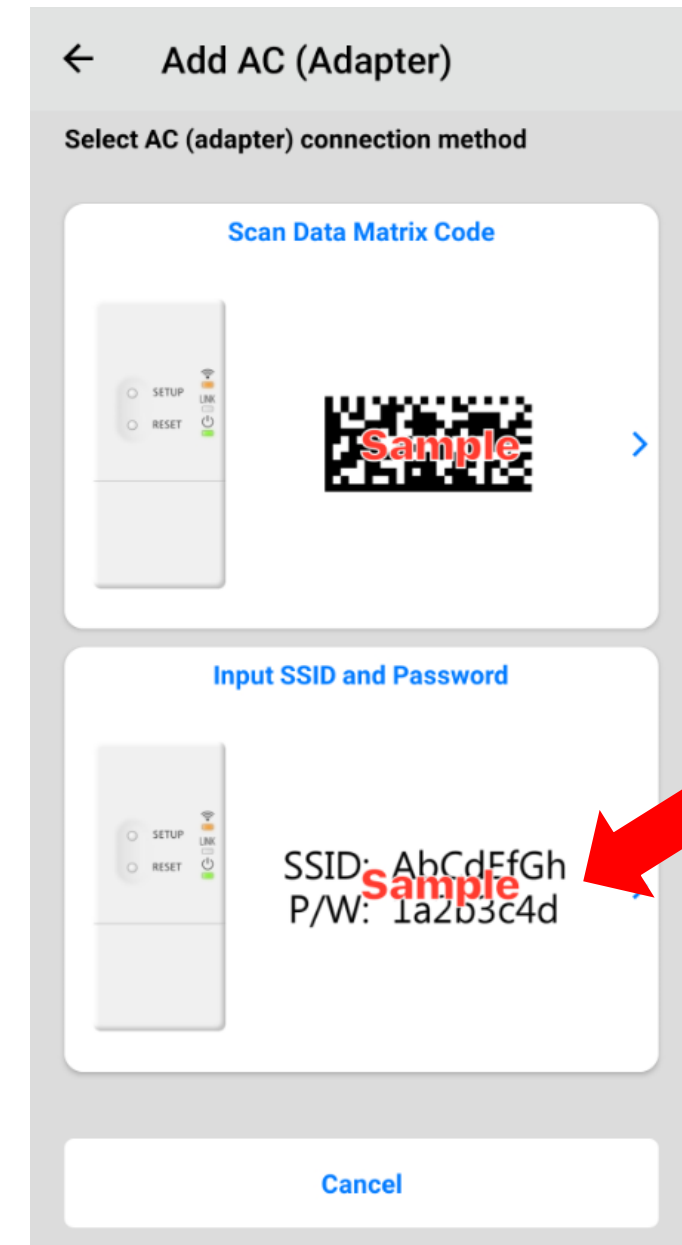 Add AC (Adapter)
Select AC (adapter) connection method
Scan Data Matrix Code
SETUP
LINK
RESET
Sample
Input SSID and Password
SETUP
LINK
RESET
SSID: AbCdEfGh
Sample
P/W: 1a2b3c4d
Cancel